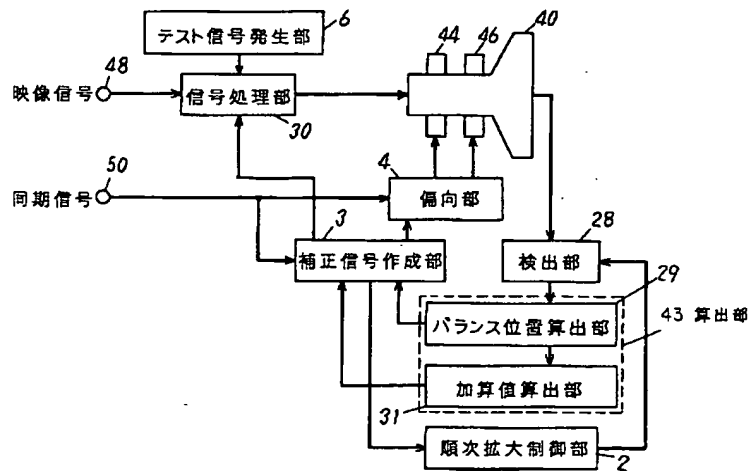 テスト信号発生部
6
44
46
40
48
映像信号
信号処理部
30
50
4
同期信号
偏向部
3
28
補正信号作成部
検出部
29
バランス位置算出部
43 算出部
加算値算出部
31
順次拡大制御部
2